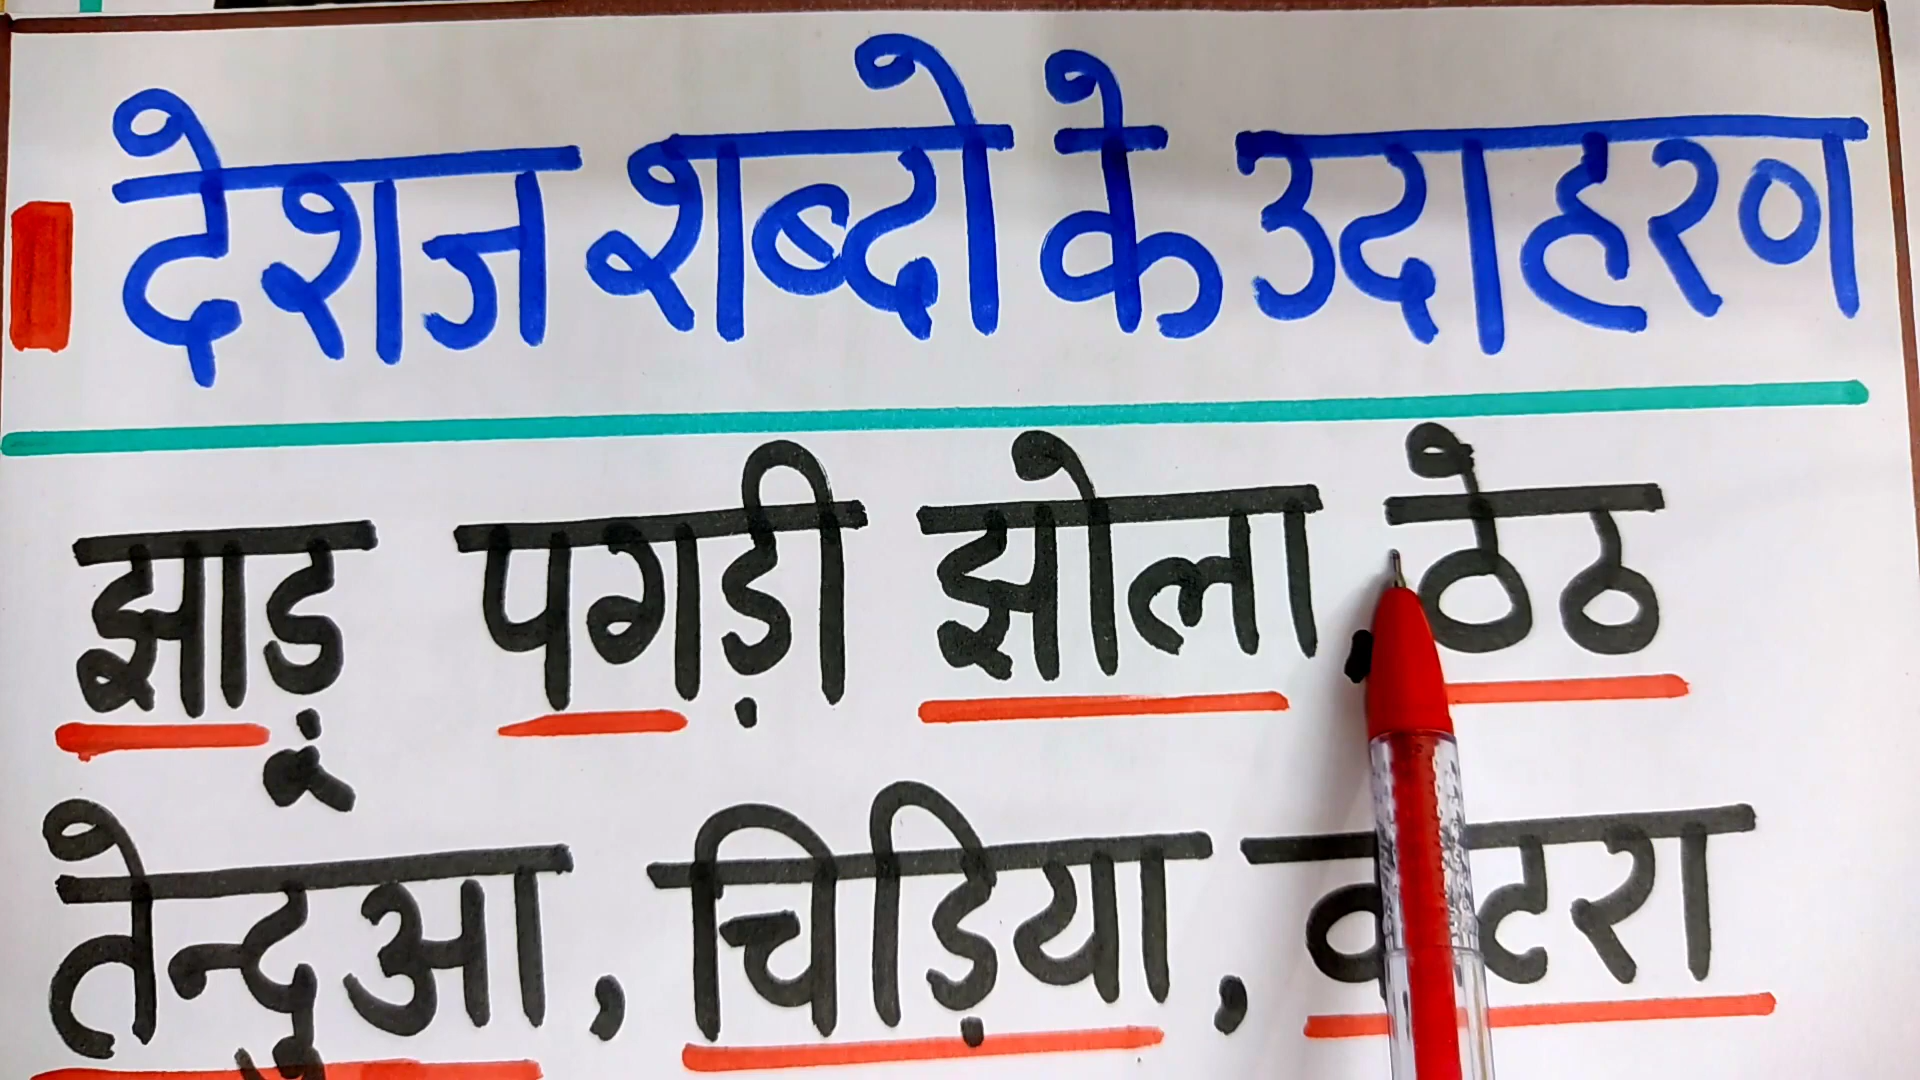 देशज शब्दो के उदाहरण
झाड़ू पगड़ी झोला ठेठ
तेन्दुआ, चिड़िया,